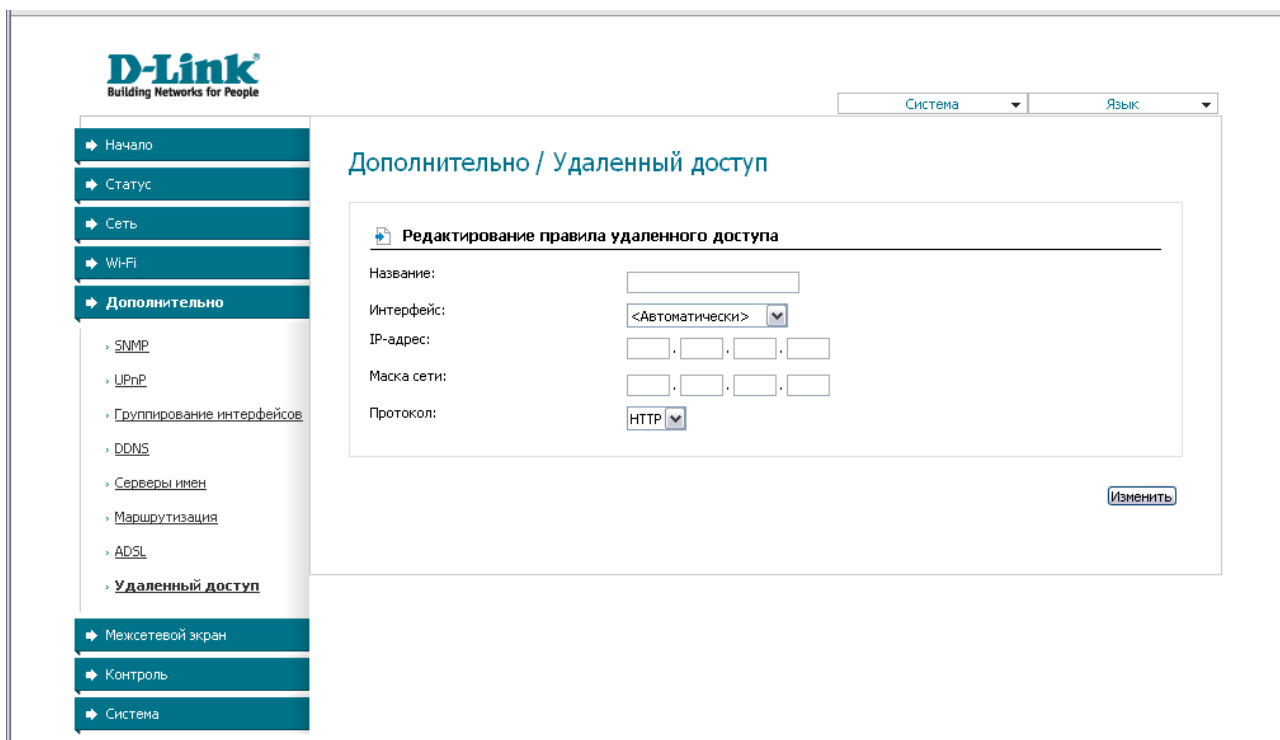 D-Link
Building Networks for People
Система
Язык
Начало
Статус
Сеть
Wi-Fi
Дополнительно
SNMP
UPnP
Группирование интерфейсов
DDNS
Серверы имен
Маршрутизация
ADSL
Удаленный доступ
Межсетевой экран
Контроль
Система
Дополнительно / Удаленный доступ
Редактирование правила удаленного доступа
Название:
Интерфейс: <Автоматически>
IP-адрес: . . .
Маска сети: . . .
Протокол: HTTP
Изменить